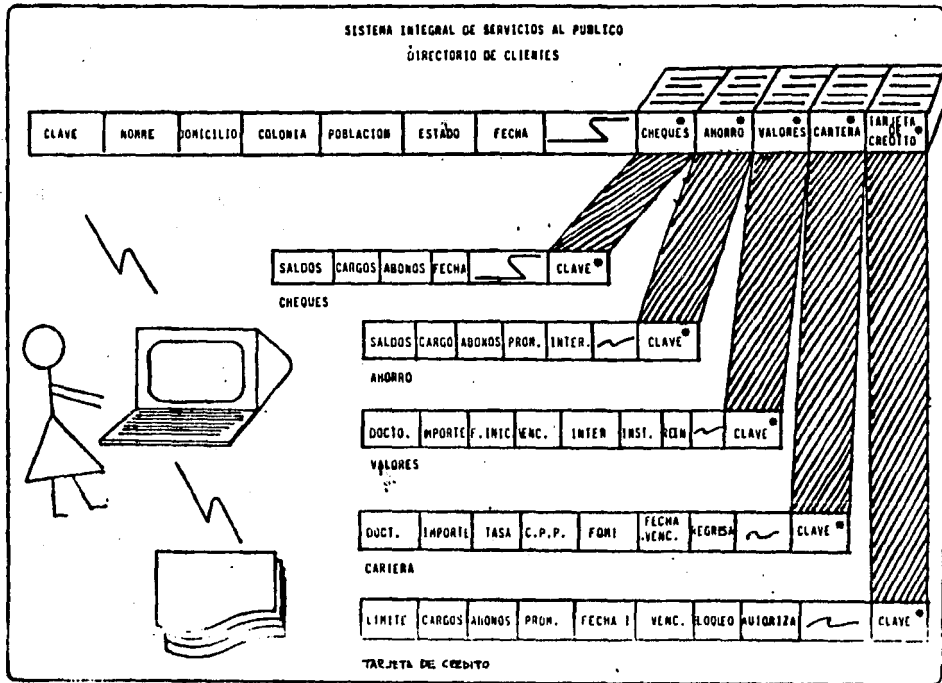 SISTEMA INTEGRAL DE SERVICIOS AL PUBLICO
DIRECTORIO DE CLIENTES
CLAVE NOMRE DOMICILIO COLONIA POBLACION ESTADO FECHA CHEQUES AHORRO VALORES CARTERA TARJETA DE CREDITO
SALDOS CARGOS ABONOS FECHA CLAVE
CHEQUES
SALDOS CARGO ABONOS PROM. INTER. CLAVE
AHORRO
DOCTO. IMPORTE F.INIC VENC. INTER INST. CLAVE
VALORES
DOCT. IMPORTE TASA C.P.P. FOMI FECHA VENC. REGRESA CLAVE
CARTERA
LIMITE CARGOS ABONOS PROM. FECHA VENC. BLOQUEO AUTORIZA CLAVE
TARJETA DE CREDITO